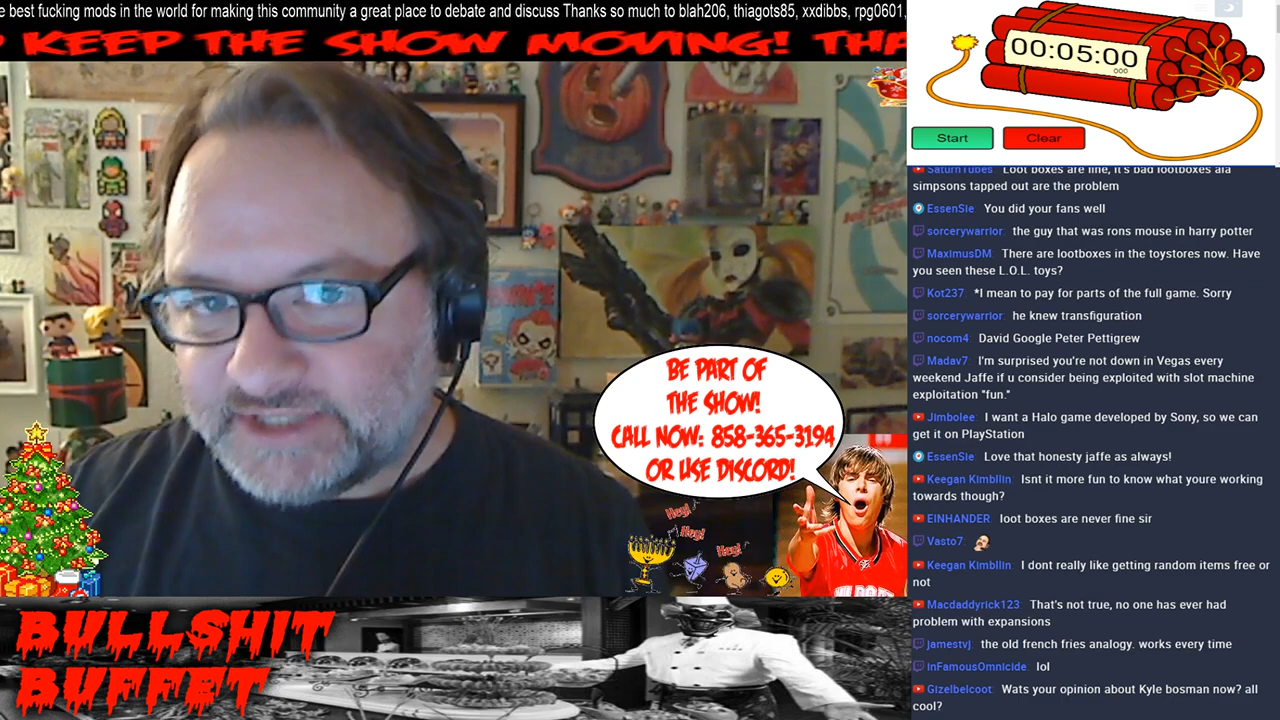 e best fucking mods in the world for making this community a great place to debate and discuss Thanks so much to blah206, thiagots85, xxdibbs, rpg0601,
KEEP THE SHOW MOVING! THA
00:05:00
000
Start
Clear
SaturnTubes Loot boxes are fine, it's bad lootboxes ala
simpsons tapped out are the problem
EssenSie You did your fans well
sorcerywarrior the guy that was rons mouse in harry potter
MaximusDM There are lootboxes in the toystores now. Have
you seen these L.O.L. toys?
Kot237 *I mean to pay for parts of the full game. Sorry
sorcerywarrior he knew transfiguration
nocom4 David Google Peter Pettigrew
Madav7 I'm surprised you're not down in Vegas every
weekend Jaffe if u consider being exploited with slot machine
exploitation "fun."
Jimbolee I want a Halo game developed by Sony, so we can
get it on PlayStation
EssenSie Love that honesty jaffe as always!
Keegan Kimbllin Isnt it more fun to know what youre working
towards though?
EINHANDER loot boxes are never fine sir
Vasto7
Keegan Kimbllin I dont really like getting random items free or
not
Macdaddyrick123 That's not true, no one has ever had
problem with expansions
jamestvj the old french fries analogy. works every time
InFamousOmnicide lol
Gizelbelcoot Wats your opinion about Kyle bosman now? all
cool?
BE PART OF
THE SHOW!
CALL NOW: 858-365-3194
OR USE DISCORD!
Hey!
Hey!
Hey!
BULLSHIT
BUFFET